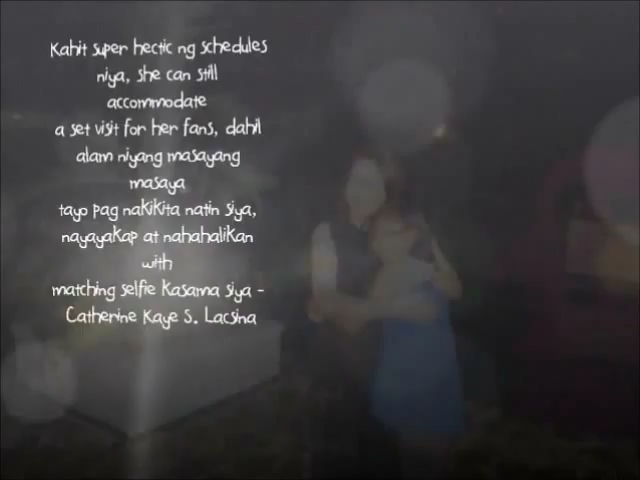 Kahit super hectic ng schedules
niya, she can still
accommodate
a set visit for her fans, dahil
alam niyang masayang
masaya
tayo pag nakikita natin siya,
nayayakap at nahahalikan
with
matching selfie kasama siya -
Catherine Kaye S. Lacsina